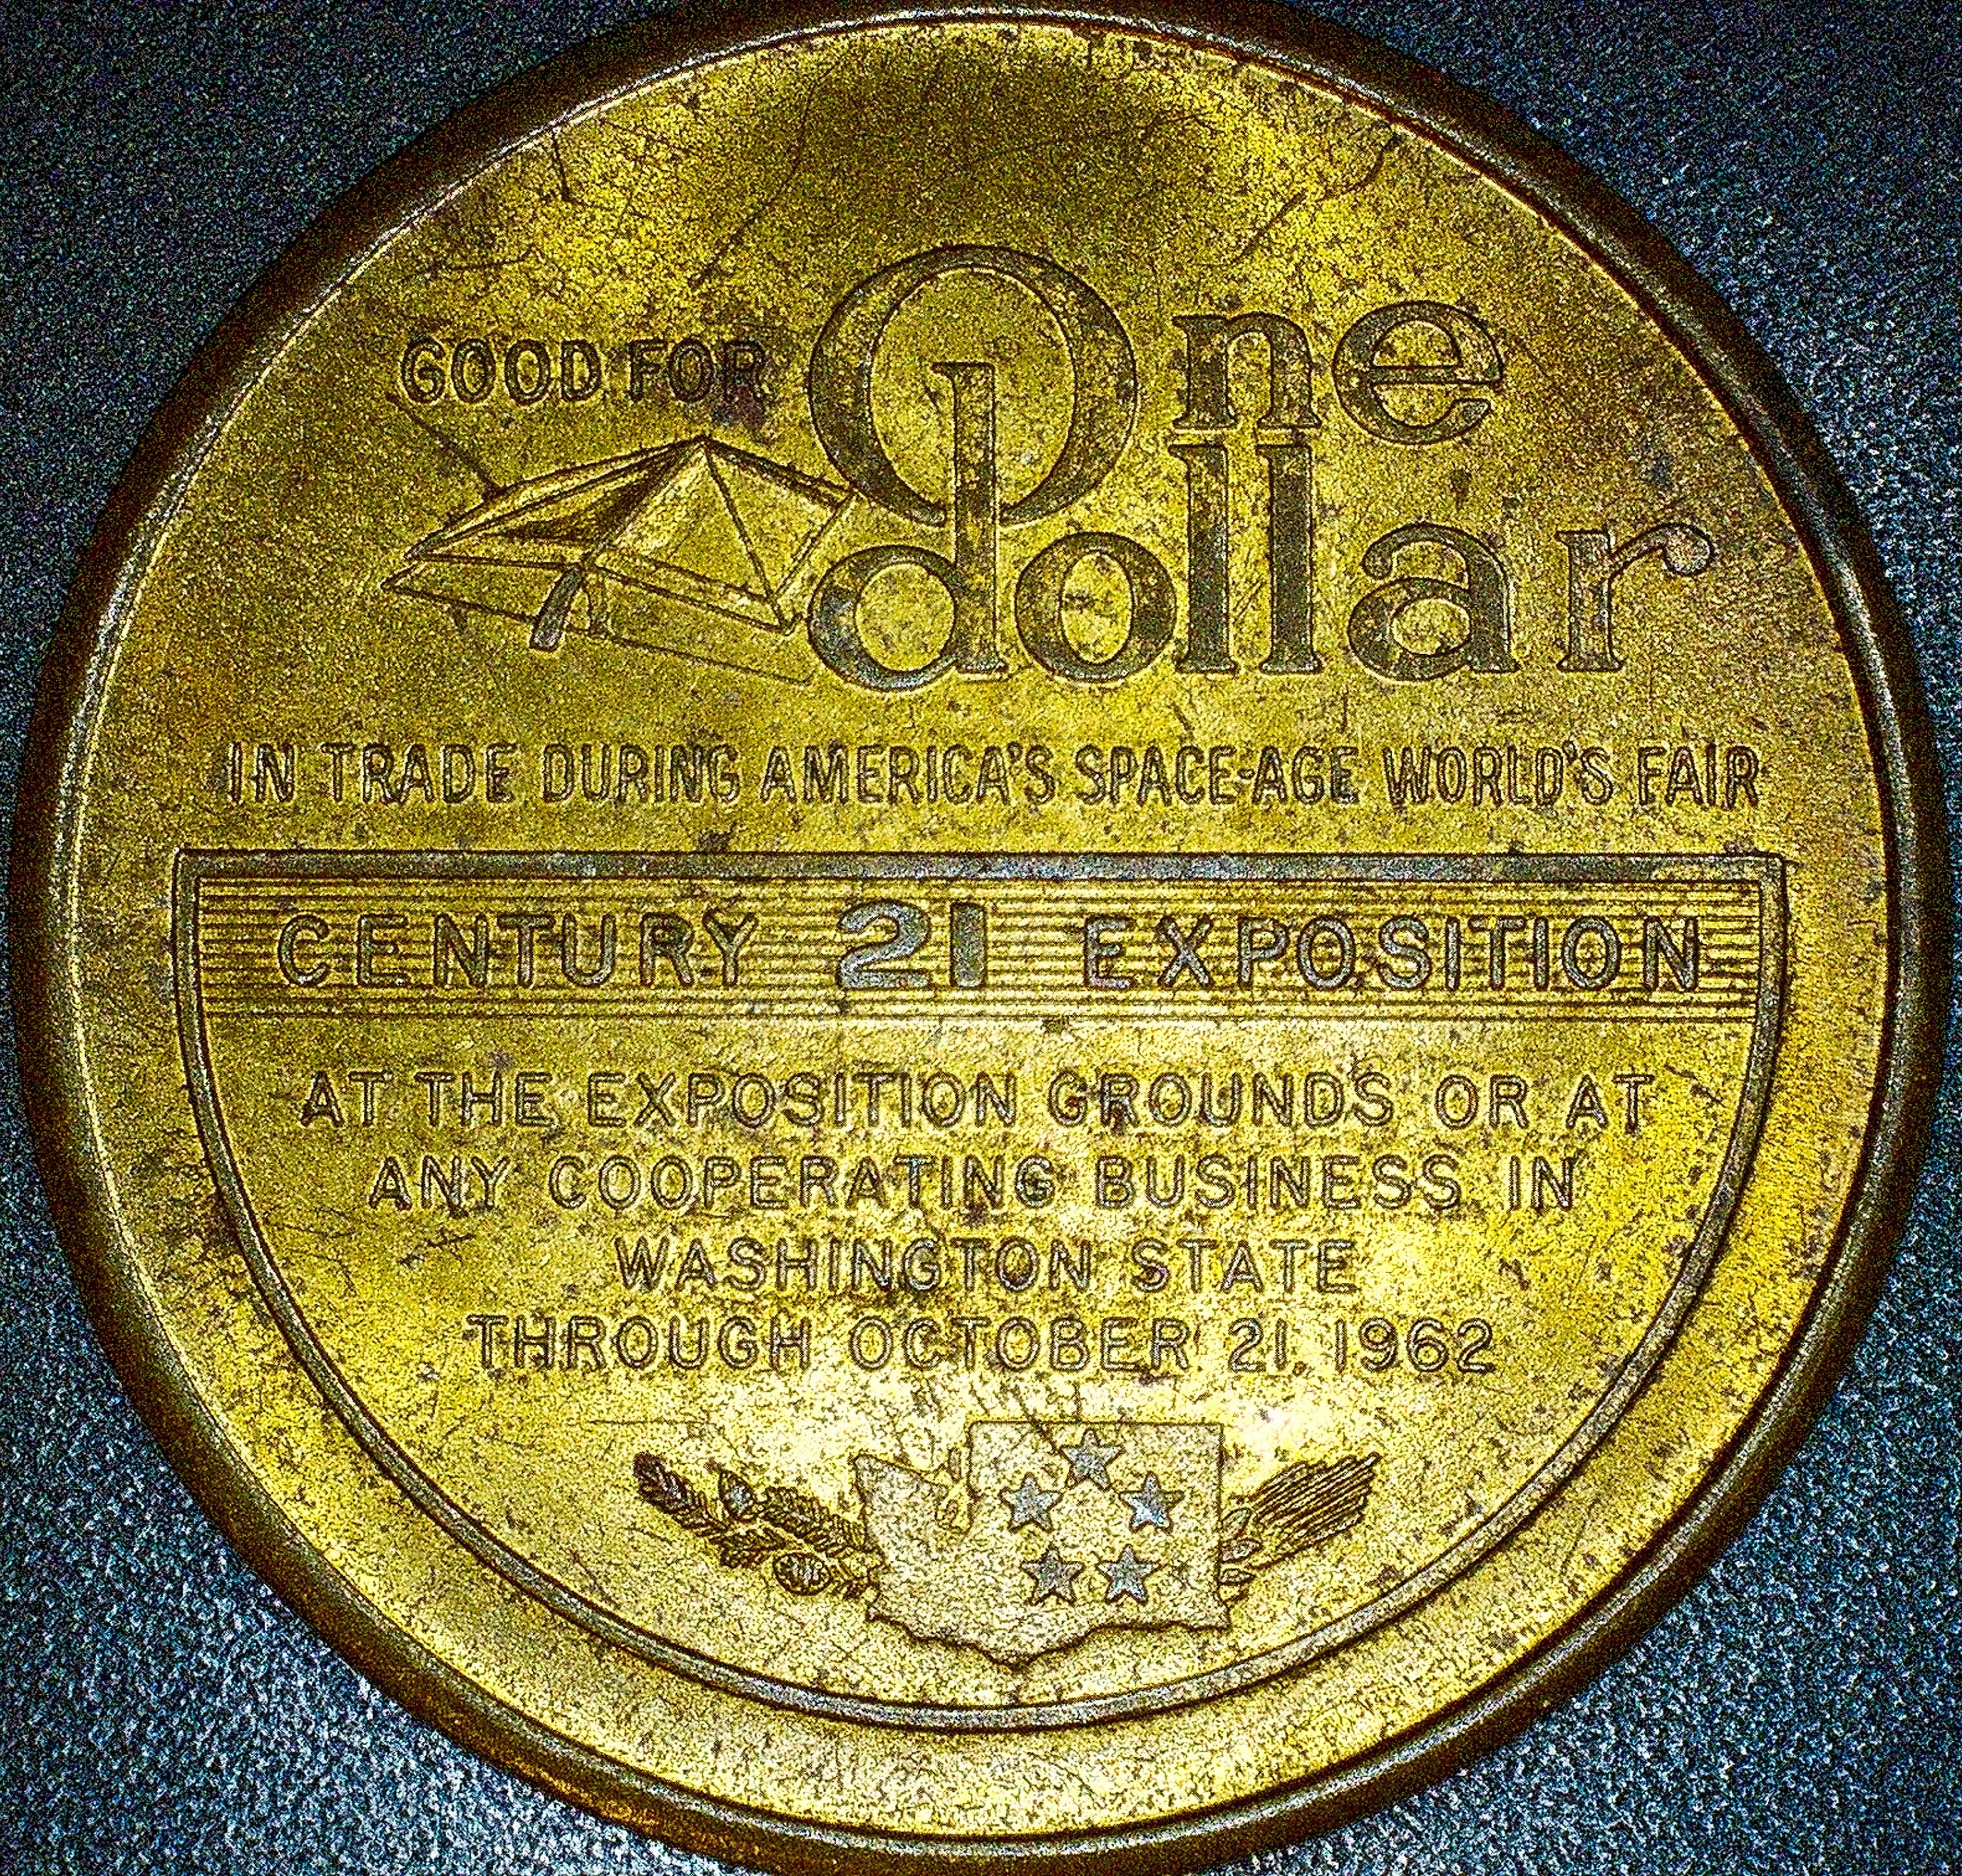 GOOD FOR One
dollar
IN TRADE DURING AMERICA'S SPACE-AGE WORLD'S FAIR
CENTURY 21 EXPOSITION
AT THE EXPOSITION GROUNDS OR AT
ANY COOPERATING BUSINESS IN
WASHINGTON STATE
THROUGH OCTOBER 21, 1962